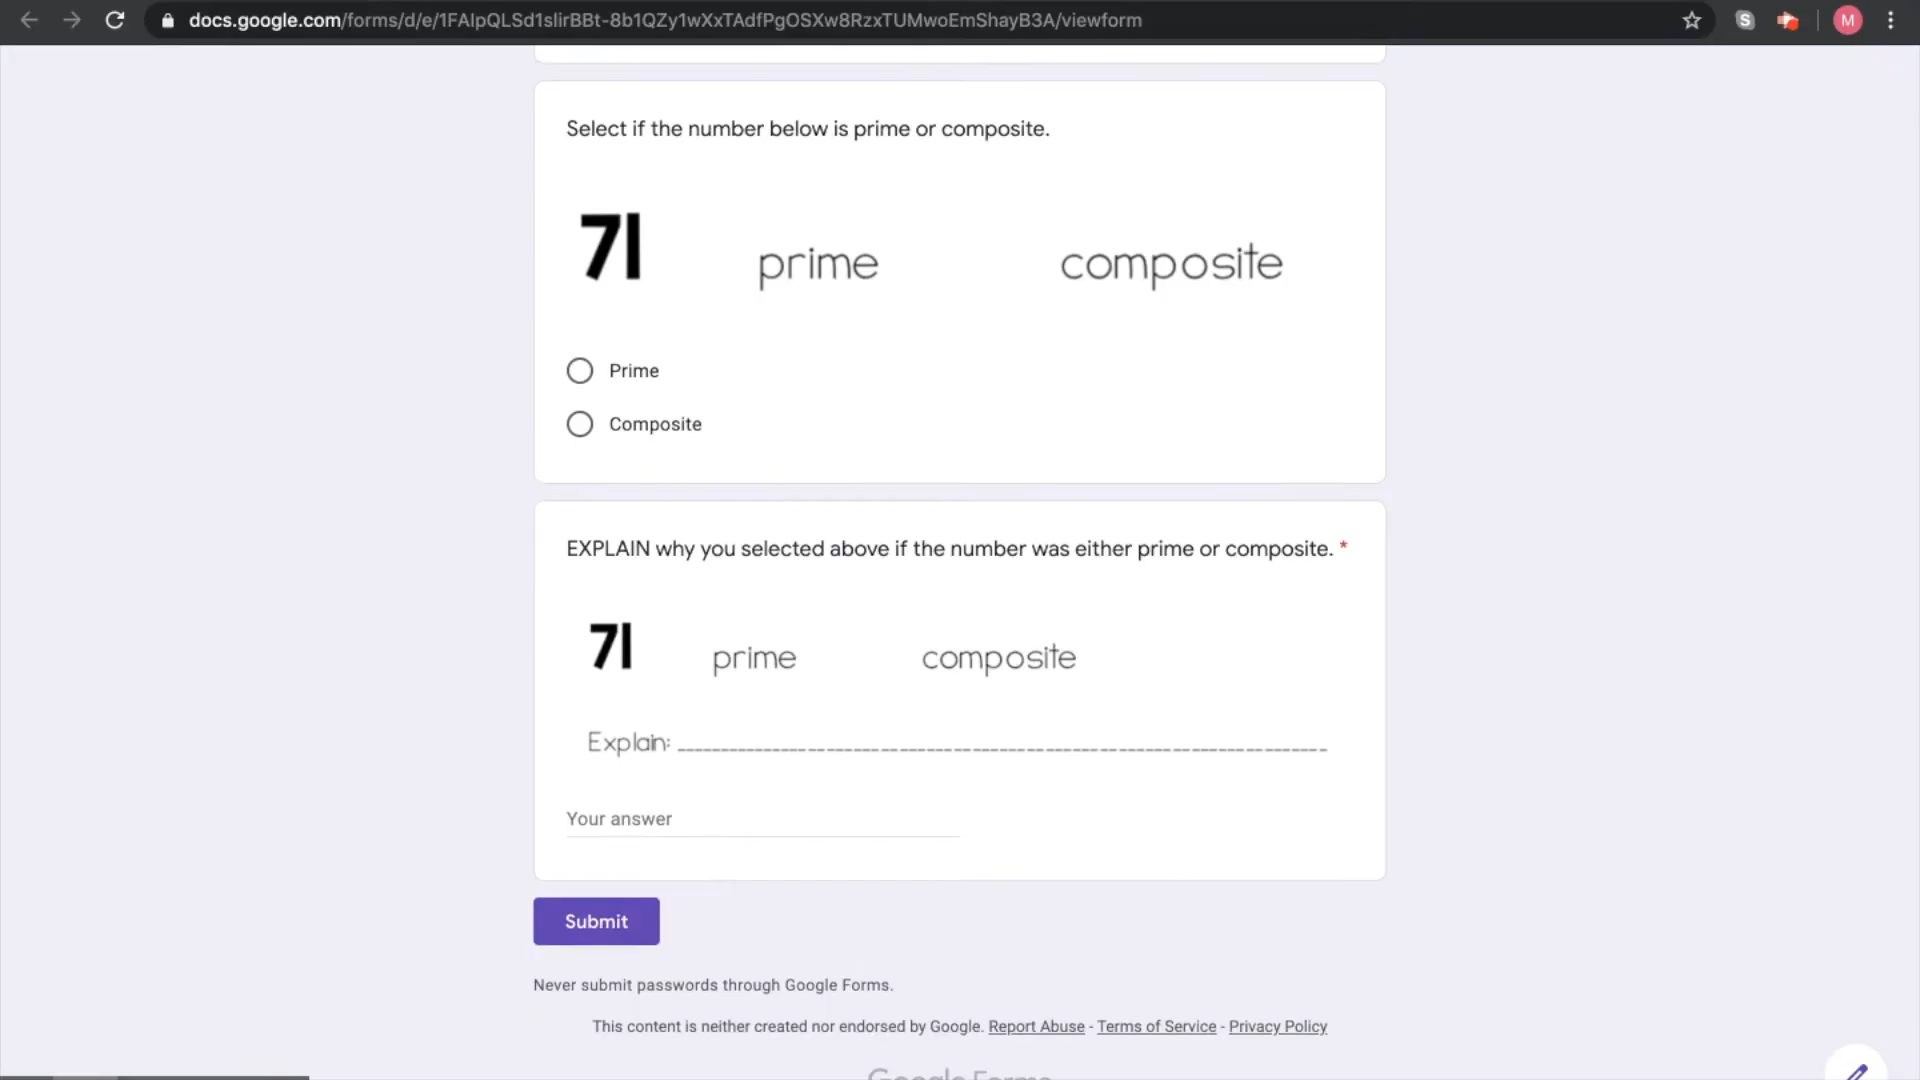 docs.google.com/forms/d/e/1FAIpQLSd1slirBBt-8b1QZy1wXxTAdfPgOSXw8RzxTUMwoEmShayB3A/viewform
S
M
Select if the number below is prime or composite.
71 prime composite
Prime
Composite
EXPLAIN why you selected above if the number was either prime or composite. *
71 prime composite
Explain: ____________________
Your answer
Submit
Never submit passwords through Google Forms.
This content is neither created nor endorsed by Google. Report Abuse - Terms of Service - Privacy Policy
Google Forms